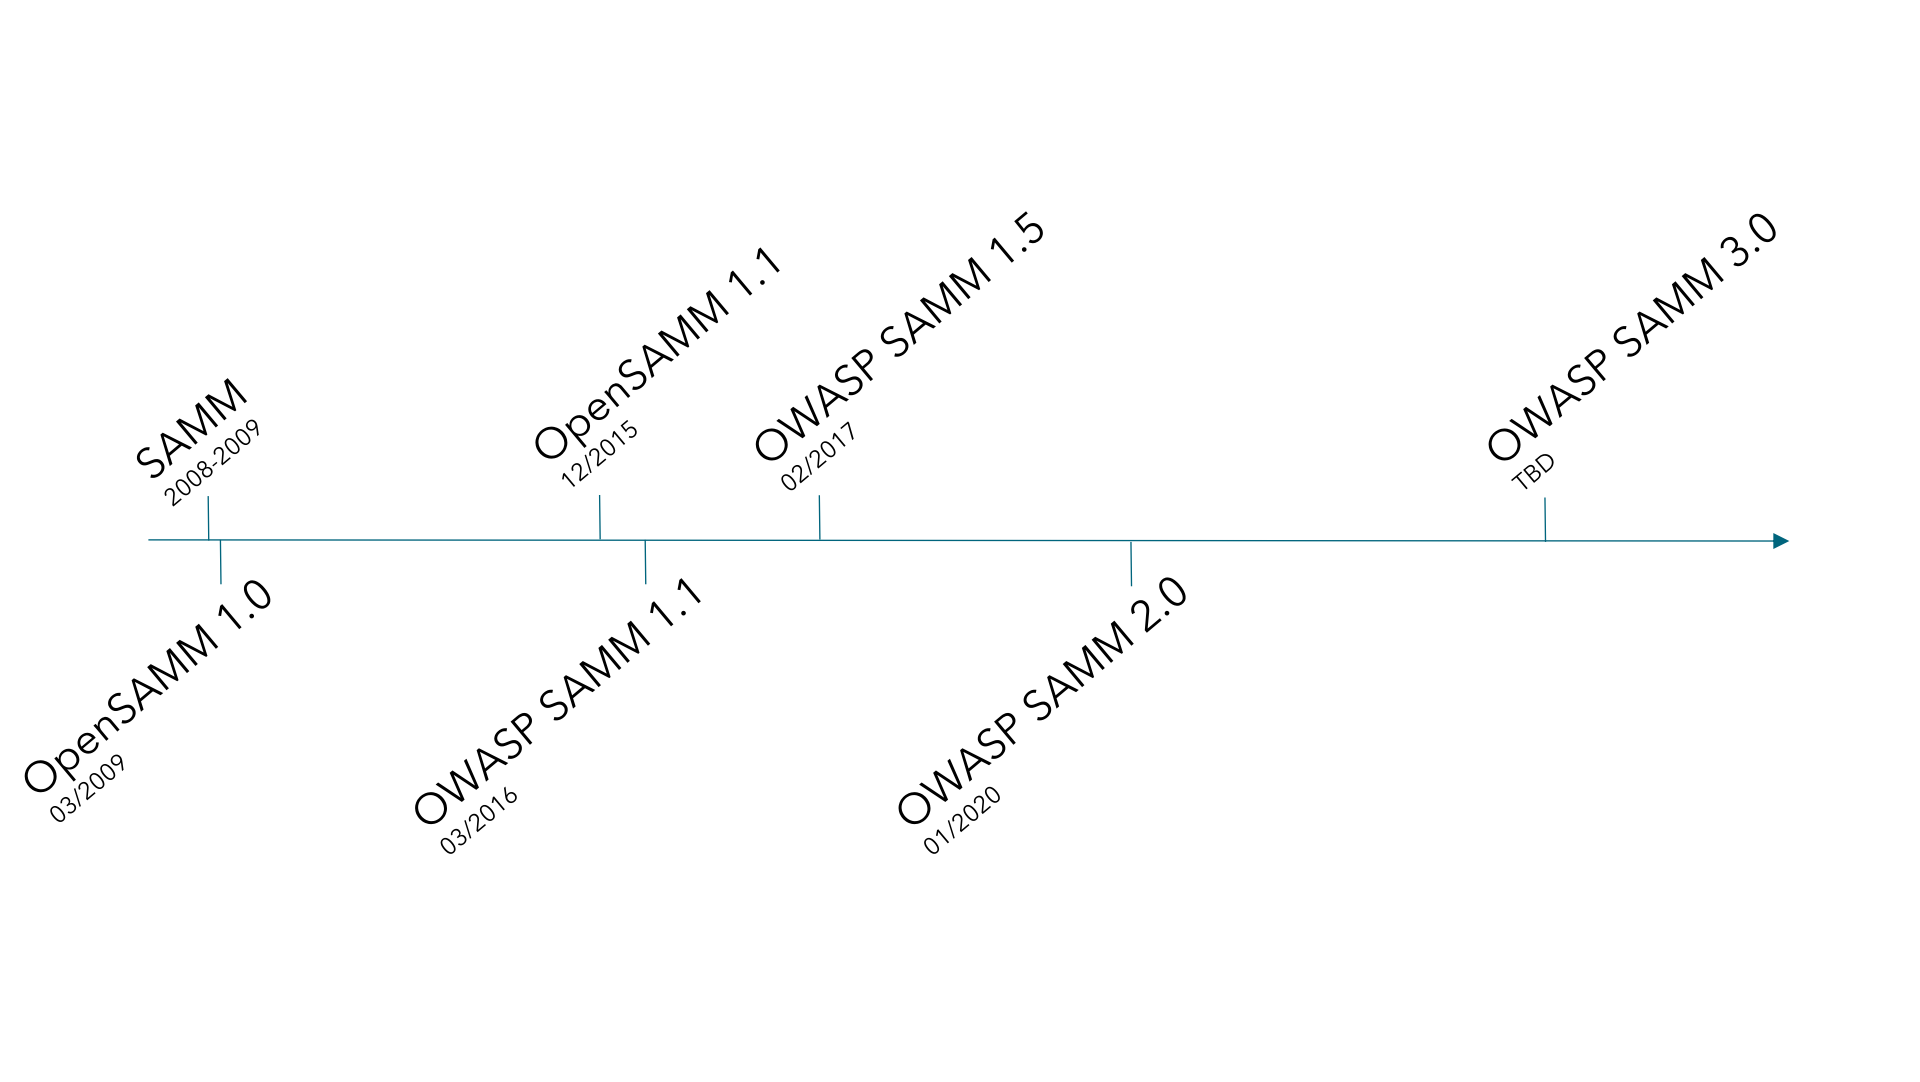 SAMM
2008-2009
OpenSAMM 1.1
12/2015
OWASP SAMM 1.5
02/2017
OWASP SAMM 3.0
TBD
OpenSAMM 1.0
03/2009
OWASP SAMM 1.1
03/2016
OWASP SAMM 2.0
01/2020